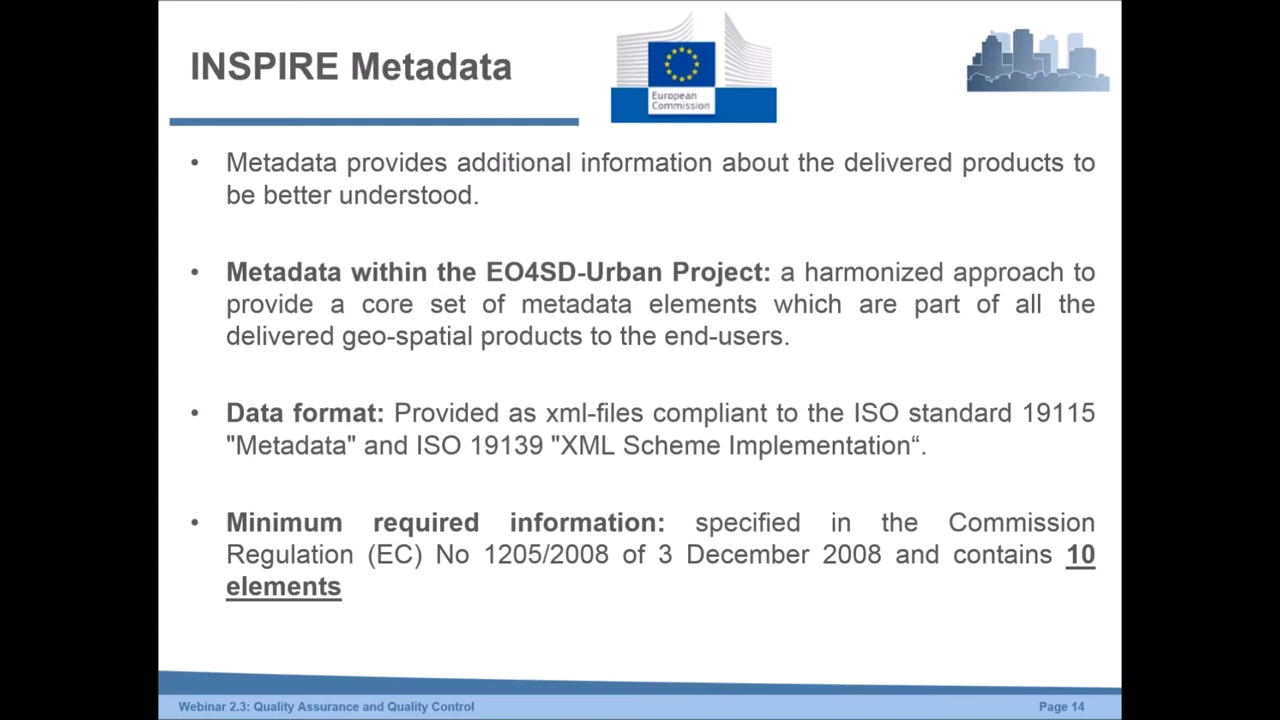 INSPIRE Metadata
European
Commission
• Metadata provides additional information about the delivered products to
be better understood.
• Metadata within the EO4SD-Urban Project: a harmonized approach to
provide a core set of metadata elements which are part of all the
delivered geo-spatial products to the end-users.
• Data format: Provided as xml-files compliant to the ISO standard 19115
"Metadata" and ISO 19139 "XML Scheme Implementation“.
• Minimum required information: specified in the Commission
Regulation (EC) No 1205/2008 of 3 December 2008 and contains 10
elements
Webinar 2.3: Quality Assurance and Quality Control
Page 14